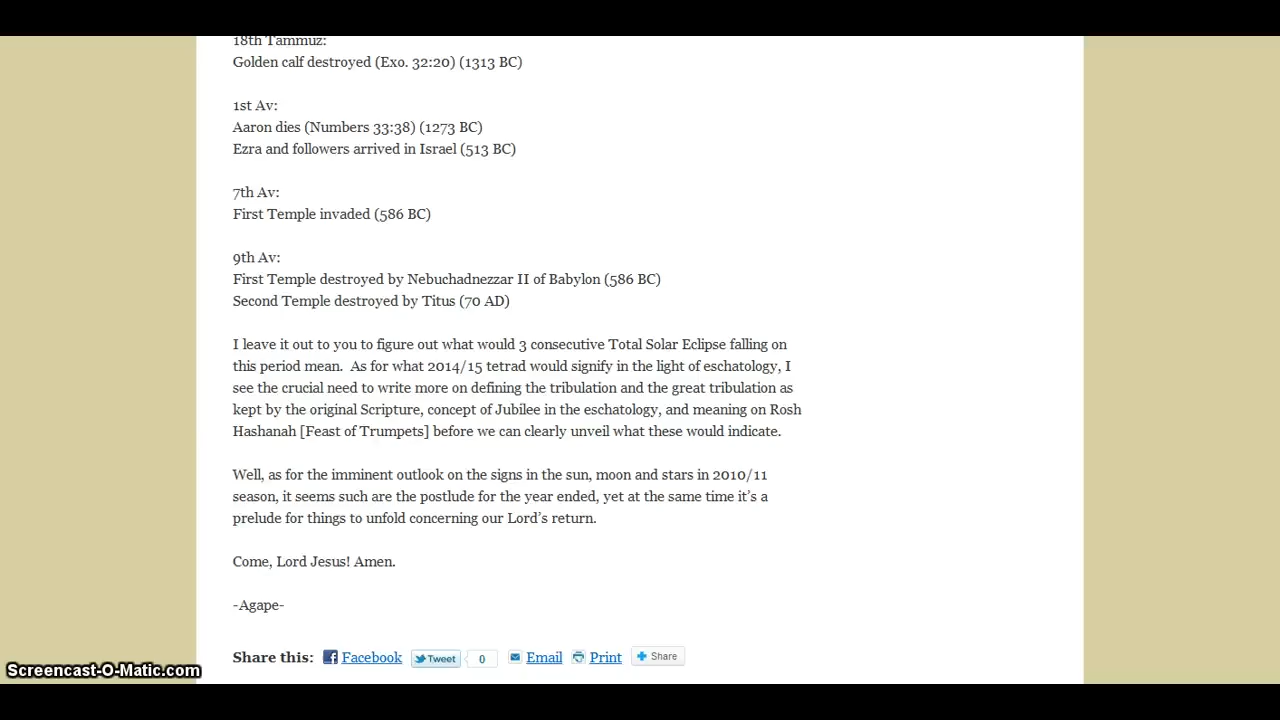 18th Tammuz:
Golden calf destroyed (Exo. 32:20) (1313 BC)
1st Av:
Aaron dies (Numbers 33:38) (1273 BC)
Ezra and followers arrived in Israel (513 BC)
7th Av:
First Temple invaded (586 BC)
9th Av:
First Temple destroyed by Nebuchadnezzar II of Babylon (586 BC)
Second Temple destroyed by Titus (70 AD)
I leave it out to you to figure out what would 3 consecutive Total Solar Eclipse falling on
this period mean.  As for what 2014/15 tetrad would signify in the light of eschatology, I
see the crucial need to write more on defining the tribulation and the great tribulation as
kept by the original Scripture, concept of Jubilee in the eschatology, and meaning on Rosh
Hashanah [Feast of Trumpets] before we can clearly unveil what these would indicate.
Well, as for the imminent outlook on the signs in the sun, moon and stars in 2010/11
season, it seems such are the postlude for the year ended, yet at the same time it’s a
prelude for things to unfold concerning our Lord’s return.
Come, Lord Jesus! Amen.
-Agape-
Share this: Facebook Tweet 0 Email Print Share
Screencast-O-Matic.com